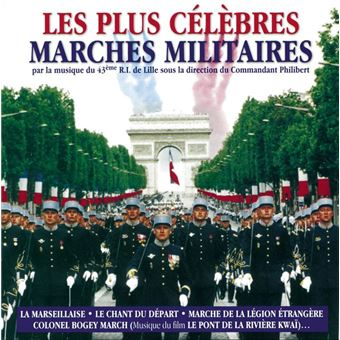 LES PLUS CÉLÈBRES
MARCHES MILITAIRES
par la musique du 43ème R.I. de Lille sous la direction du Commandant Philibert
LA MARSEILLAISE • LE CHANT DU DÉPART • MARCHE DE LA LÉGION ÉTRANGÈRE
COLONEL BOGEY MARCH (Musique du film LE PONT DE LA RIVIÈRE KWAÏ)...